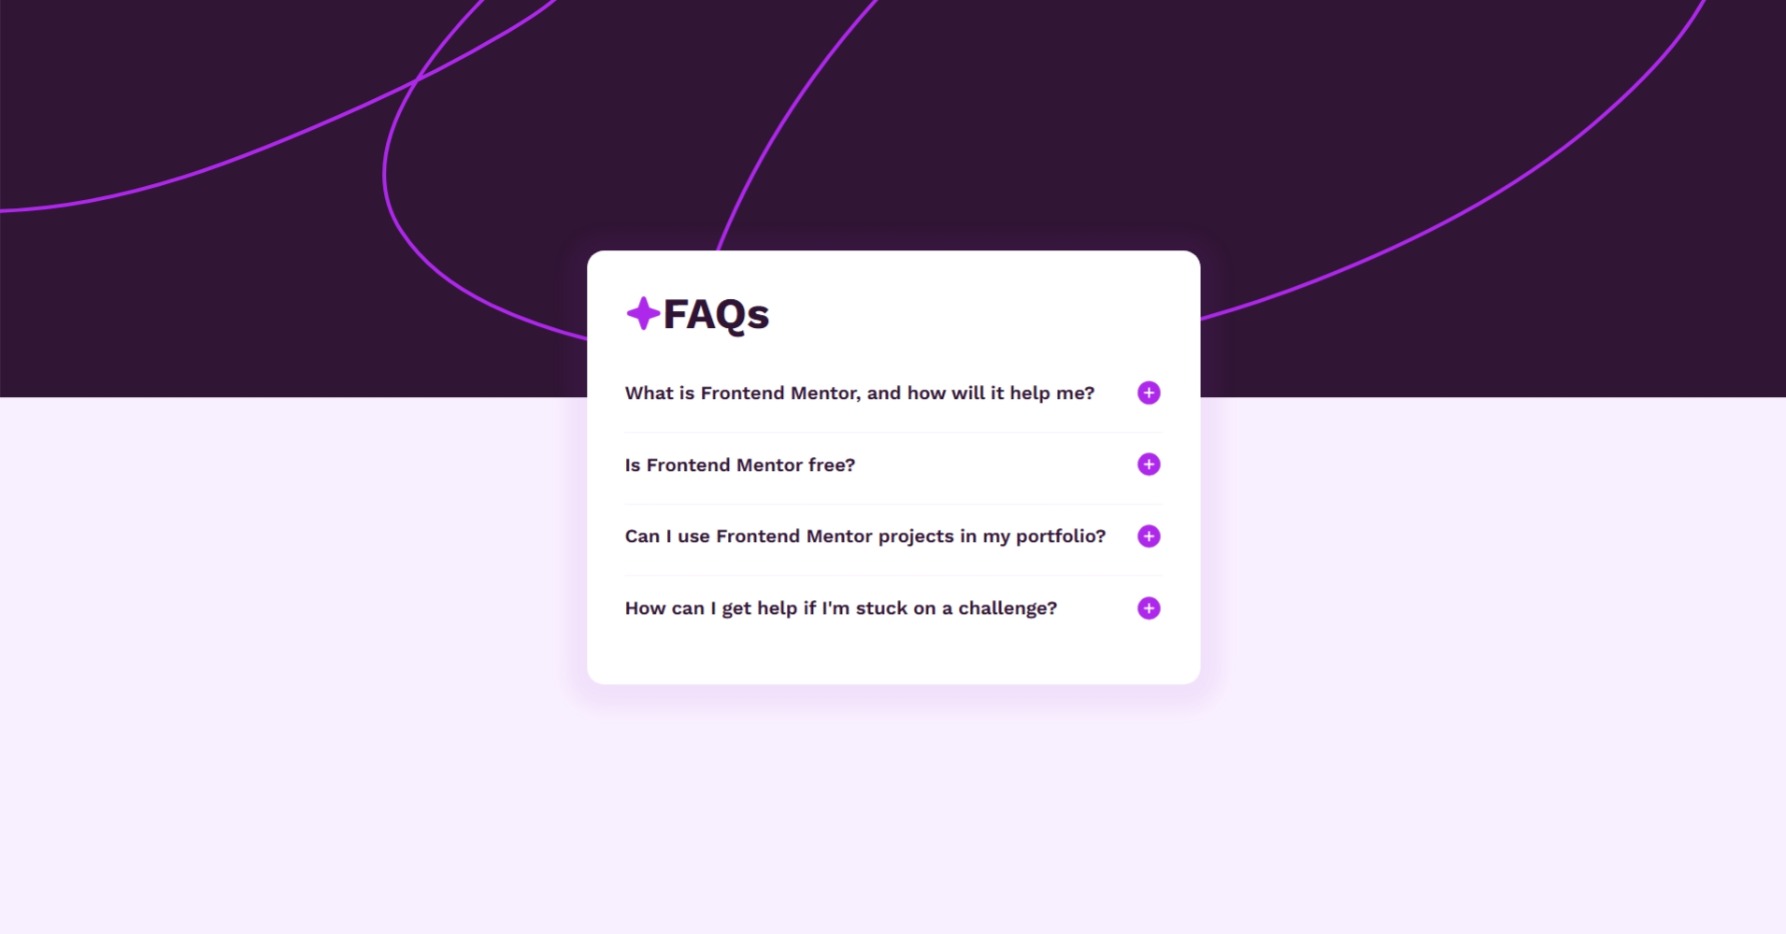 FAQs
What is Frontend Mentor, and how will it help me?
Is Frontend Mentor free?
Can I use Frontend Mentor projects in my portfolio?
How can I get help if I'm stuck on a challenge?